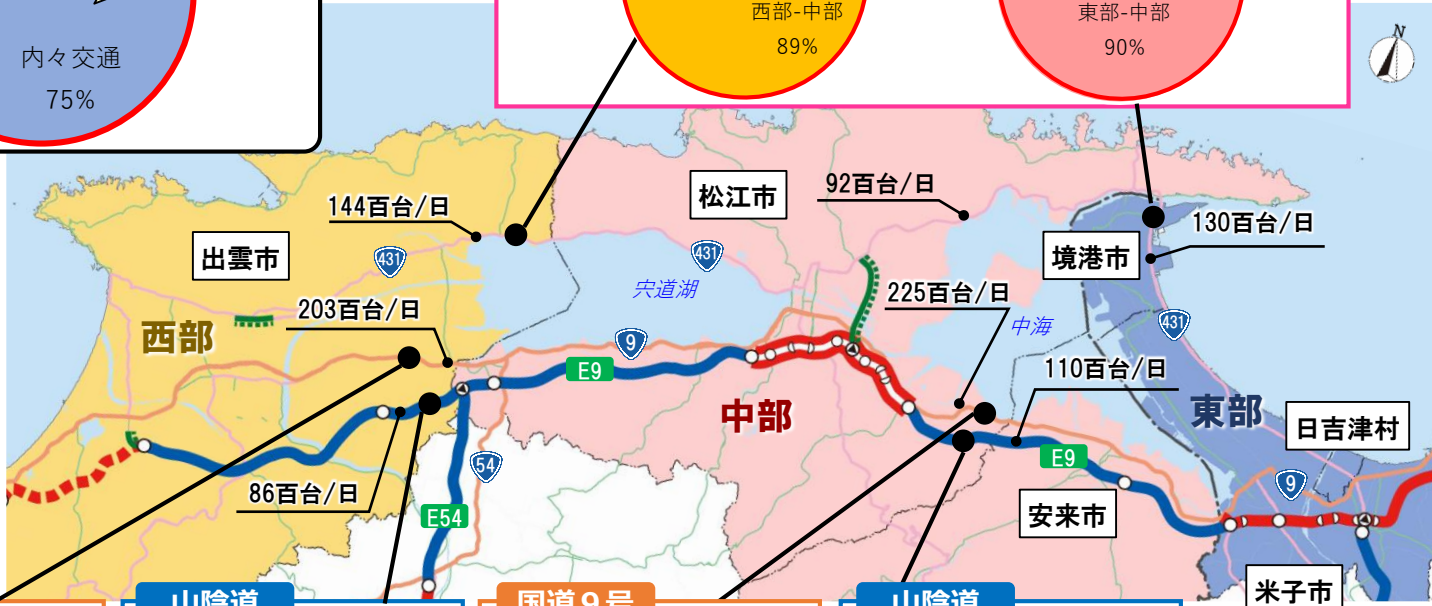 内々交通
75%
西部-中部
89%
東部-中部
90%
N
144百台/日
松江市
92百台/日
130百台/日
出雲市
431
431
境港市
宍道湖
203百台/日
225百台/日
中海
431
西部
9
E9
110百台/日
中部
東部
日吉津村
54
86百台/日
E9
9
E54
安来市
米子市
山陰道
国道9号
山陰道